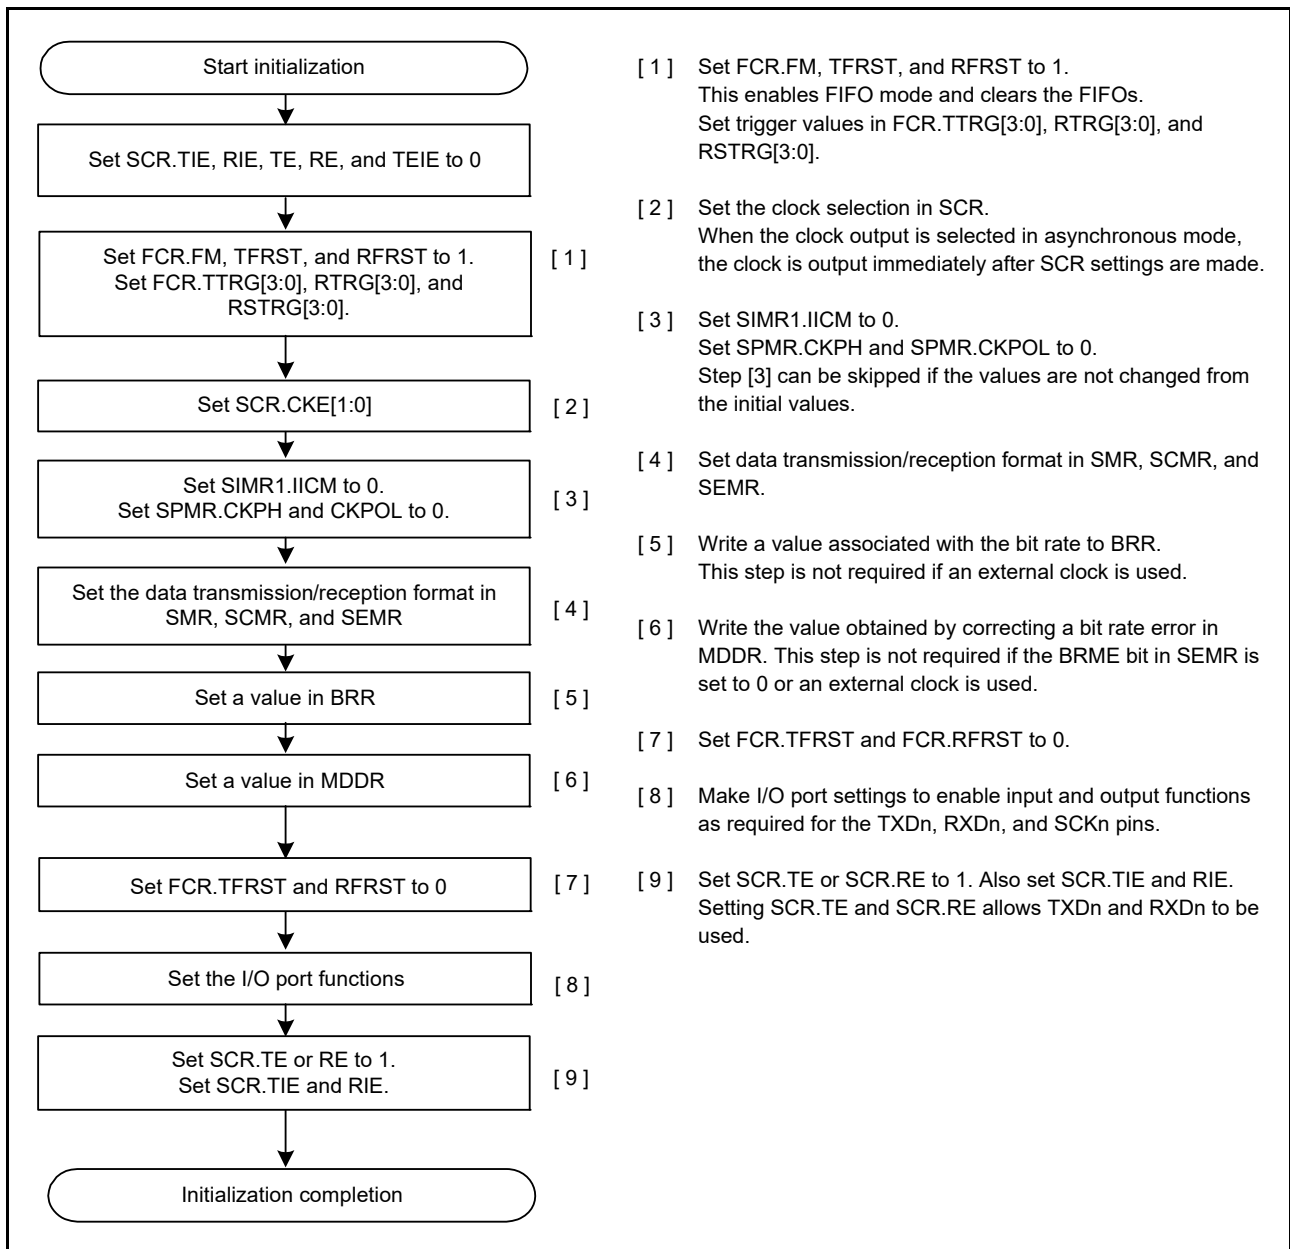 Start initialization
Set SCR.TIE, RIE, TE, RE, and TEIE to 0
Set FCR.FM, TFRST, and RFRST to 1.
Set FCR.TTRG[3:0], RTRG[3:0], and
RSTRG[3:0].
[ 1 ]
Set SCR.CKE[1:0]
[ 2 ]
Set SIMR1.IICM to 0.
Set SPMR.CKPH and CKPOL to 0.
[ 3 ]
Set the data transmission/reception format in
SMR, SCMR, and SEMR
[ 4 ]
Set a value in BRR
[ 5 ]
Set a value in MDDR
[ 6 ]
Set FCR.TFRST and RFRST to 0
[ 7 ]
Set the I/O port functions
[ 8 ]
Set SCR.TE or RE to 1.
Set SCR.TIE and RIE.
[ 9 ]
Initialization completion
[ 1 ] Set FCR.FM, TFRST, and RFRST to 1.
This enables FIFO mode and clears the FIFOs.
Set trigger values in FCR.TTRG[3:0], RTRG[3:0], and
RSTRG[3:0].
[ 2 ] Set the clock selection in SCR.
When the clock output is selected in asynchronous mode,
the clock is output immediately after SCR settings are made.
[ 3 ] Set SIMR1.IICM to 0.
Set SPMR.CKPH and SPMR.CKPOL to 0.
Step [3] can be skipped if the values are not changed from
the initial values.
[ 4 ] Set data transmission/reception format in SMR, SCMR, and
SEMR.
[ 5 ] Write a value associated with the bit rate to BRR.
This step is not required if an external clock is used.
[ 6 ] Write the value obtained by correcting a bit rate error in
MDDR. This step is not required if the BRME bit in SEMR is
set to 0 or an external clock is used.
[ 7 ] Set FCR.TFRST and FCR.RFRST to 0.
[ 8 ] Make I/O port settings to enable input and output functions
as required for the TXDn, RXDn, and SCKn pins.
[ 9 ] Set SCR.TE or SCR.RE to 1. Also set SCR.TIE and RIE.
Setting SCR.TE and SCR.RE allows TXDn and RXDn to be
used.